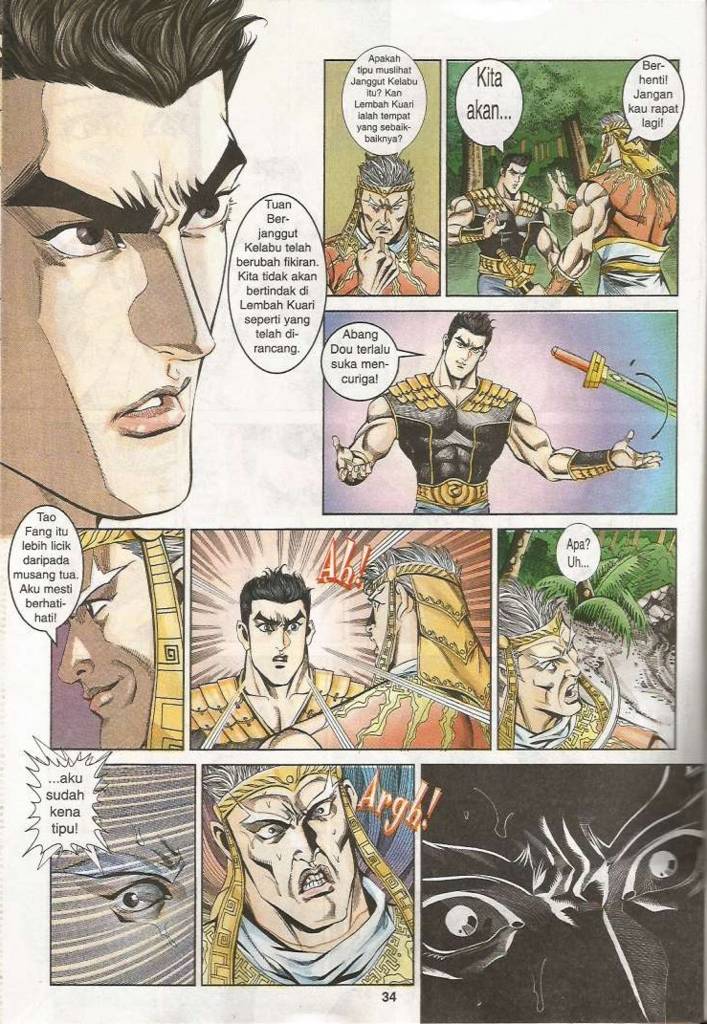 Tuan
Ber-
janggut
Kelabu telah
berubah fikiran.
Kita tidak akan
bertindak di
Lembah Kuari
seperti yang
telah di-
rancang.
Apakah
tipu muslihat
Janggut Kelabu
itu? Kan
Lembah Kuari
ialah tempat
yang sebaik-
baiknya?
Kita
akan...
Ber-
henti!
Jangan
kau rapat
lagi!
Abang
Dou terlalu
suka men-
curiga!
Tao
Fang itu
lebih licik
daripada
musang tua.
Aku mesti
berhati-
hati!
Ah!
Apa?
Uh...
...aku
sudah
kena
tipu!
Argh!
34